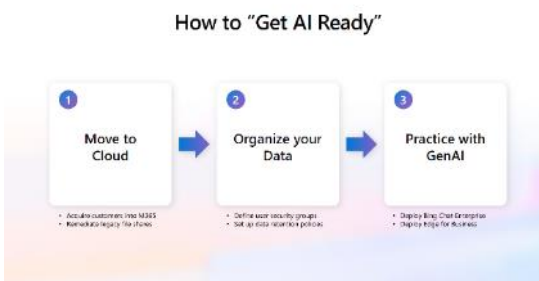 How to “Get AI Ready”
1
Move to
Cloud
• Acquire customers into M365
• Remediate legacy file shares
2
Organize your
Data
• Define user security groups
• Set up data retention policies
3
Practice with
GenAI
• Deploy Bing Chat Enterprise
• Deploy Edge for Business